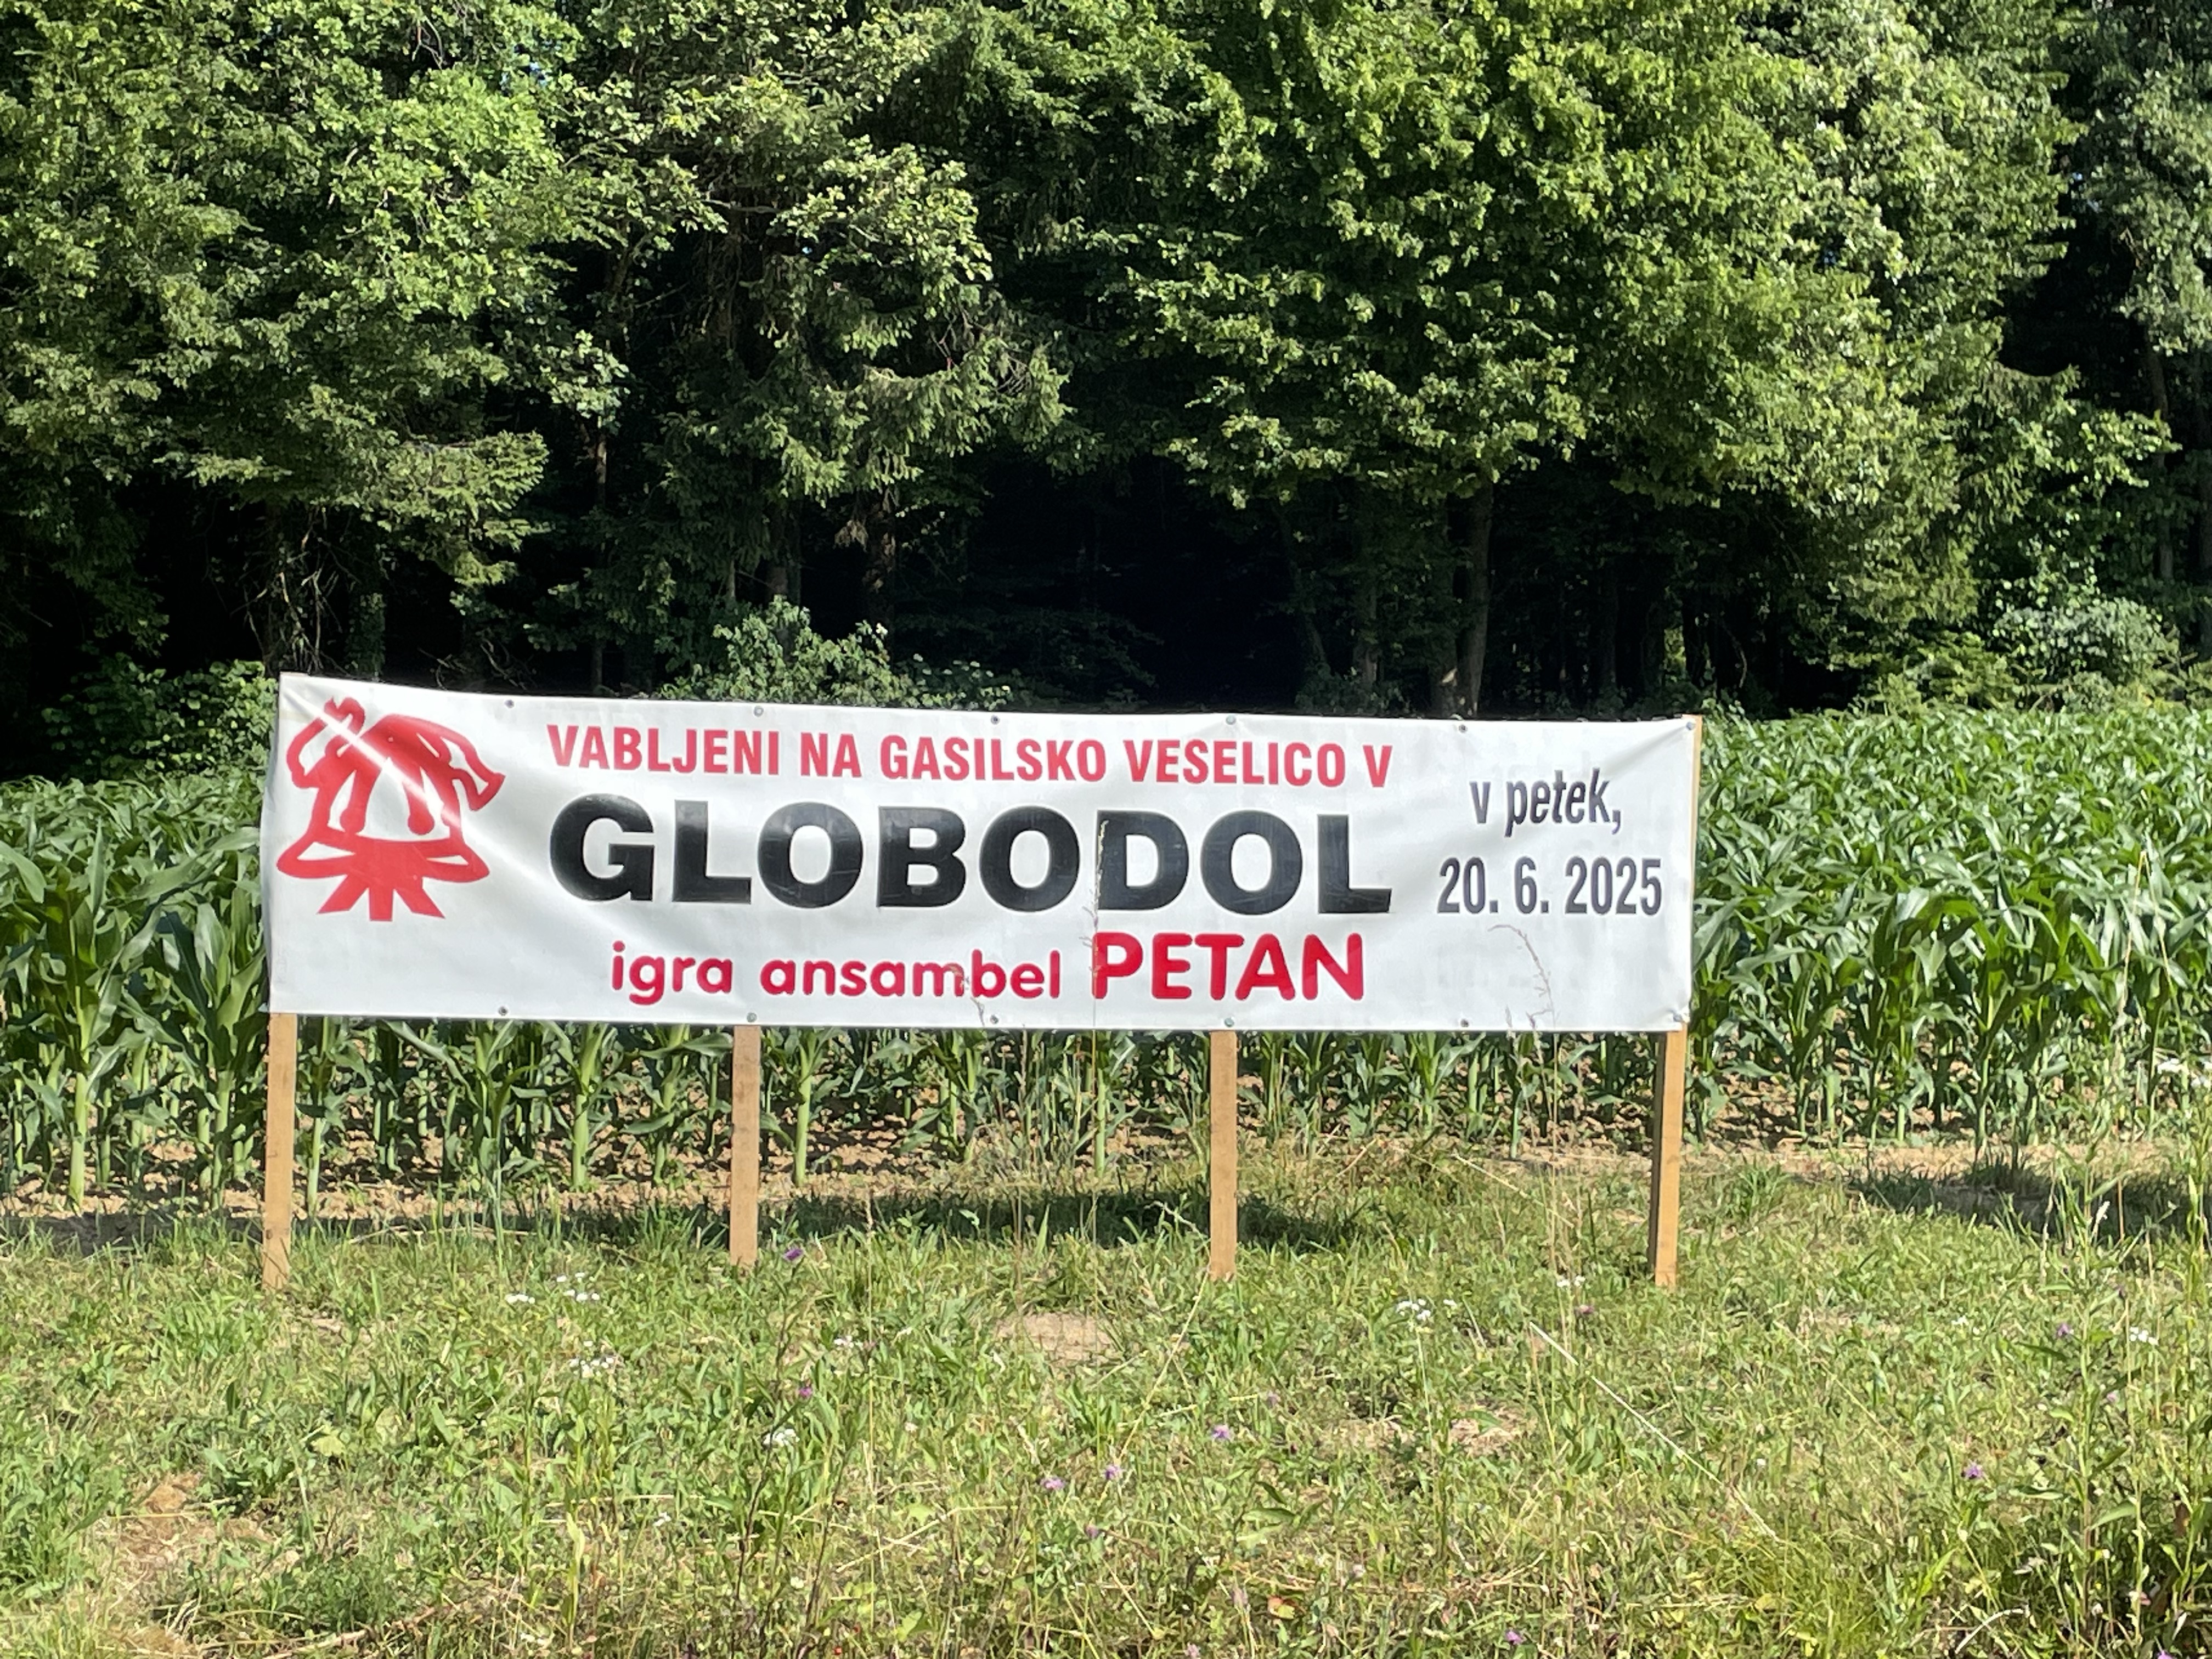 VABLJENI NA GASILSKO VESELICO V
GLOBODOL
igra ansambel PETAN
v petek,
20. 6. 2025